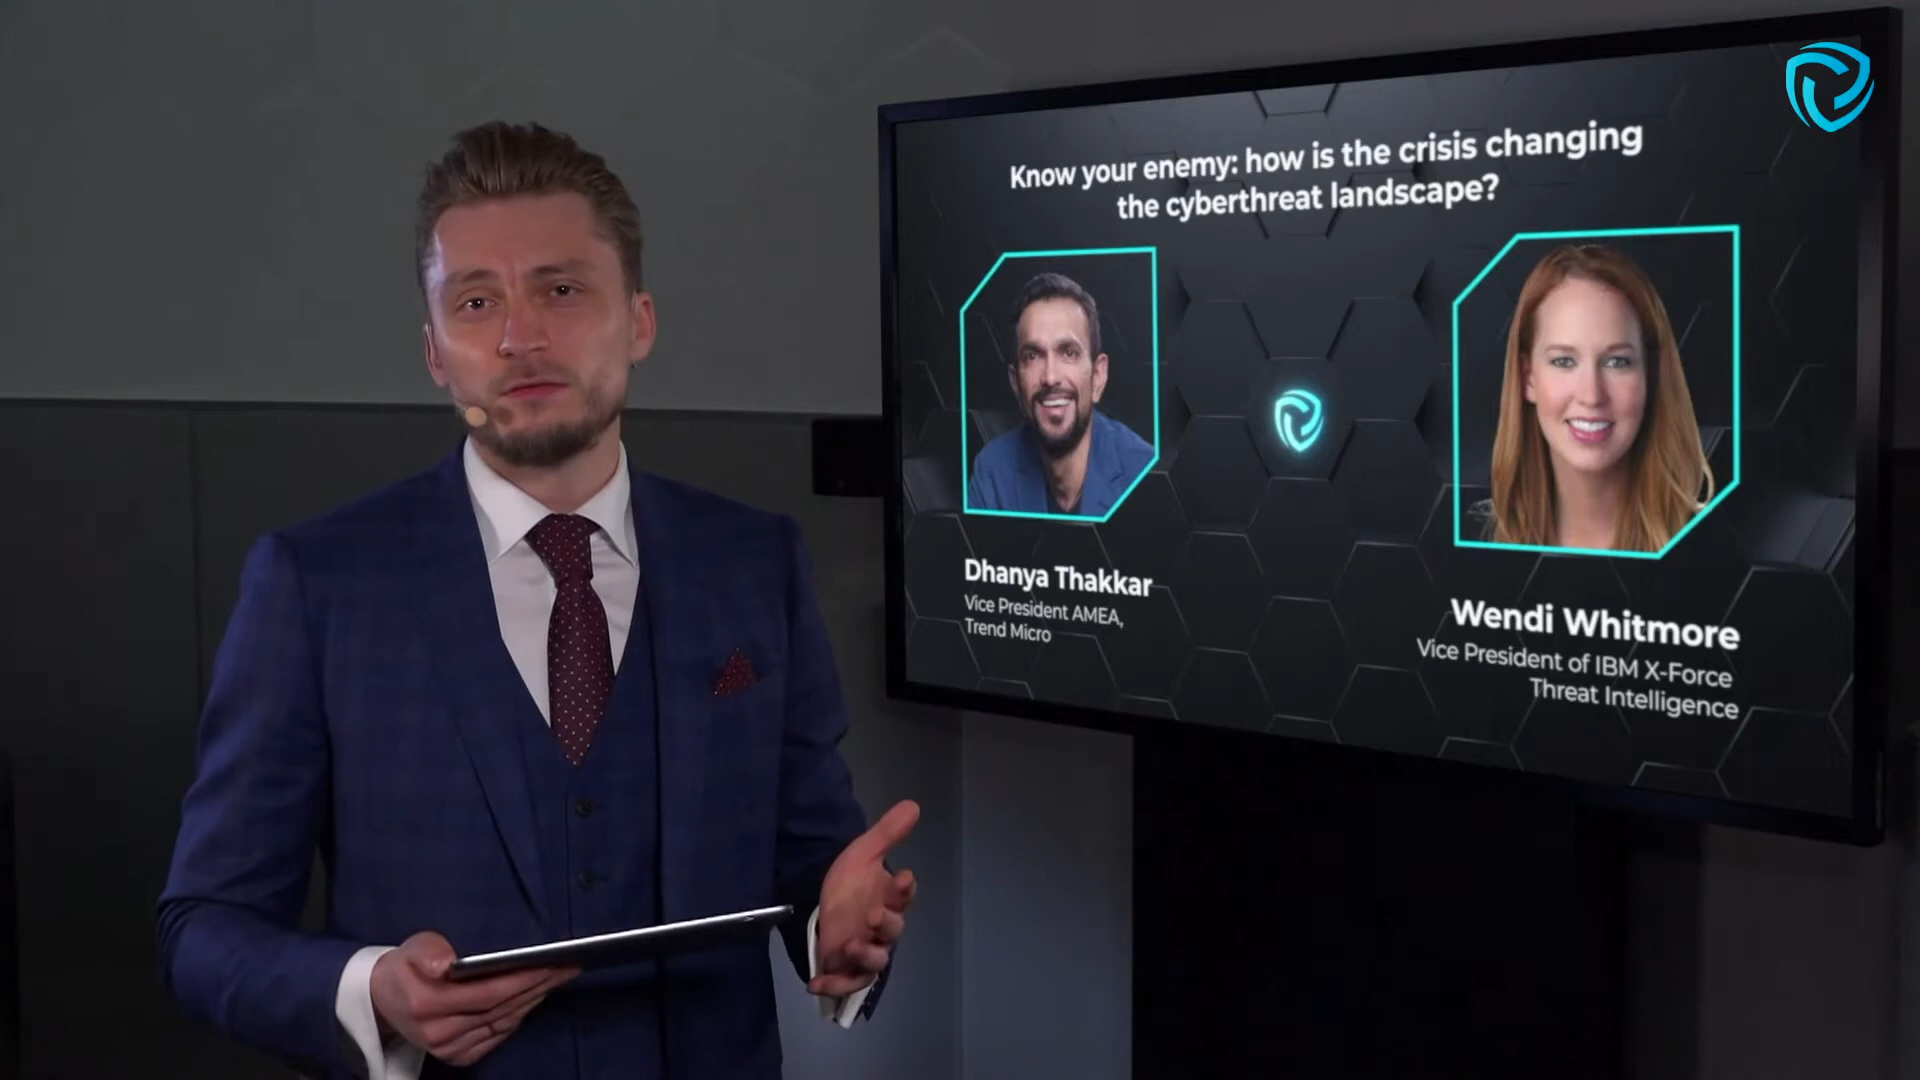 Know your enemy: how is the crisis changing
the cyberthreat landscape?
Dhanya Thakkar
Vice President AMEA,
Trend Micro
Wendi Whitmore
Vice President of IBM X-Force
Threat Intelligence